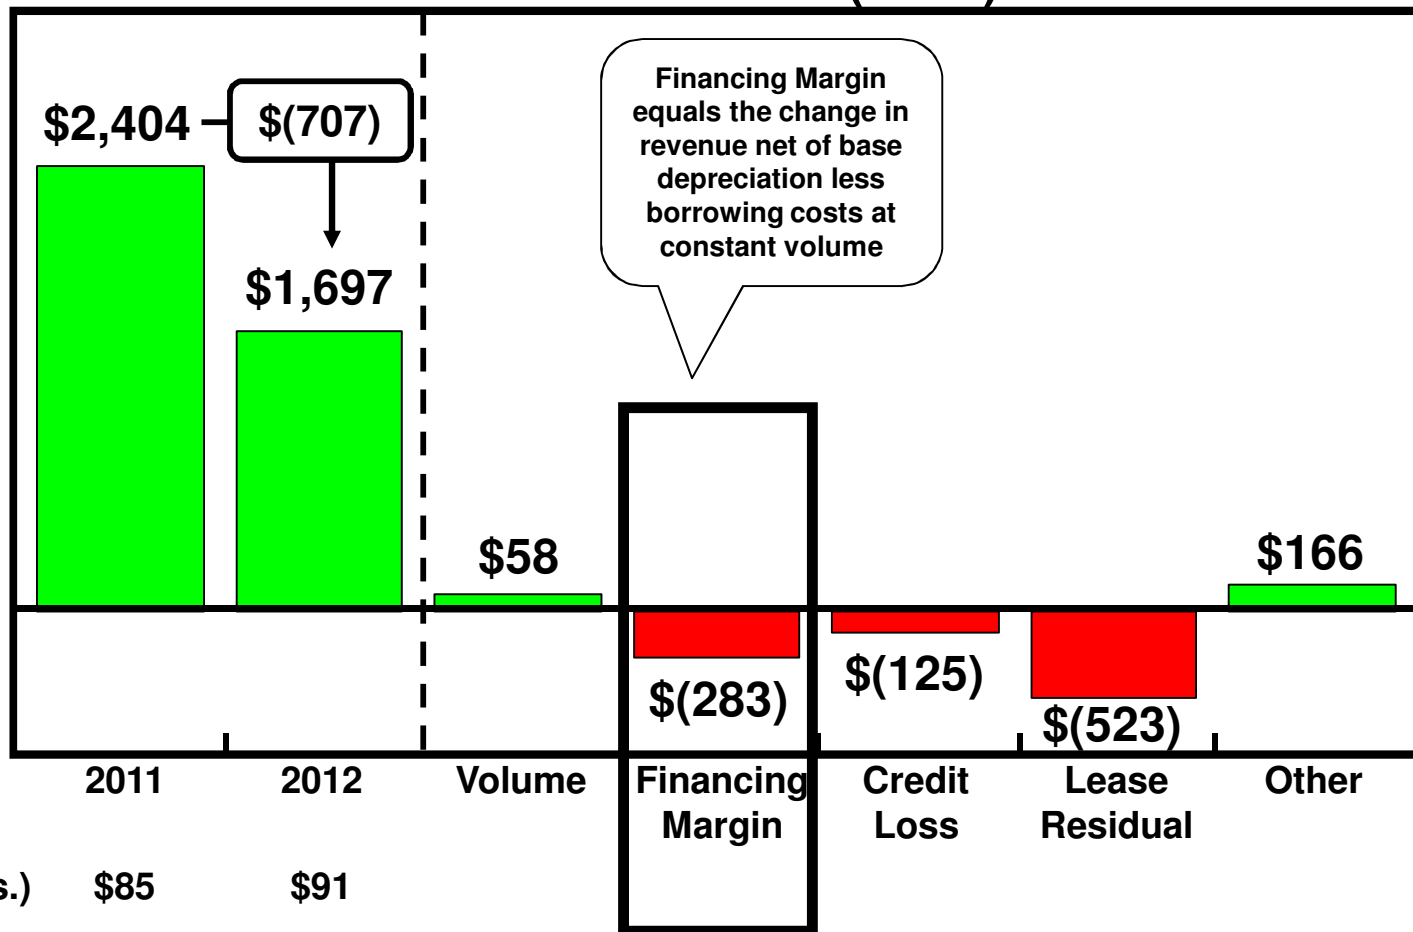 Financing Margin
equals the change in
revenue net of base
depreciation less
borrowing costs at
constant volume
$2,404
$(707)
$1,697
$58
$(283)
$(125)
$(523)
$166
2011
2012
Volume
Financing
Margin
Credit
Loss
Lease
Residual
Other
s.) $85 $91